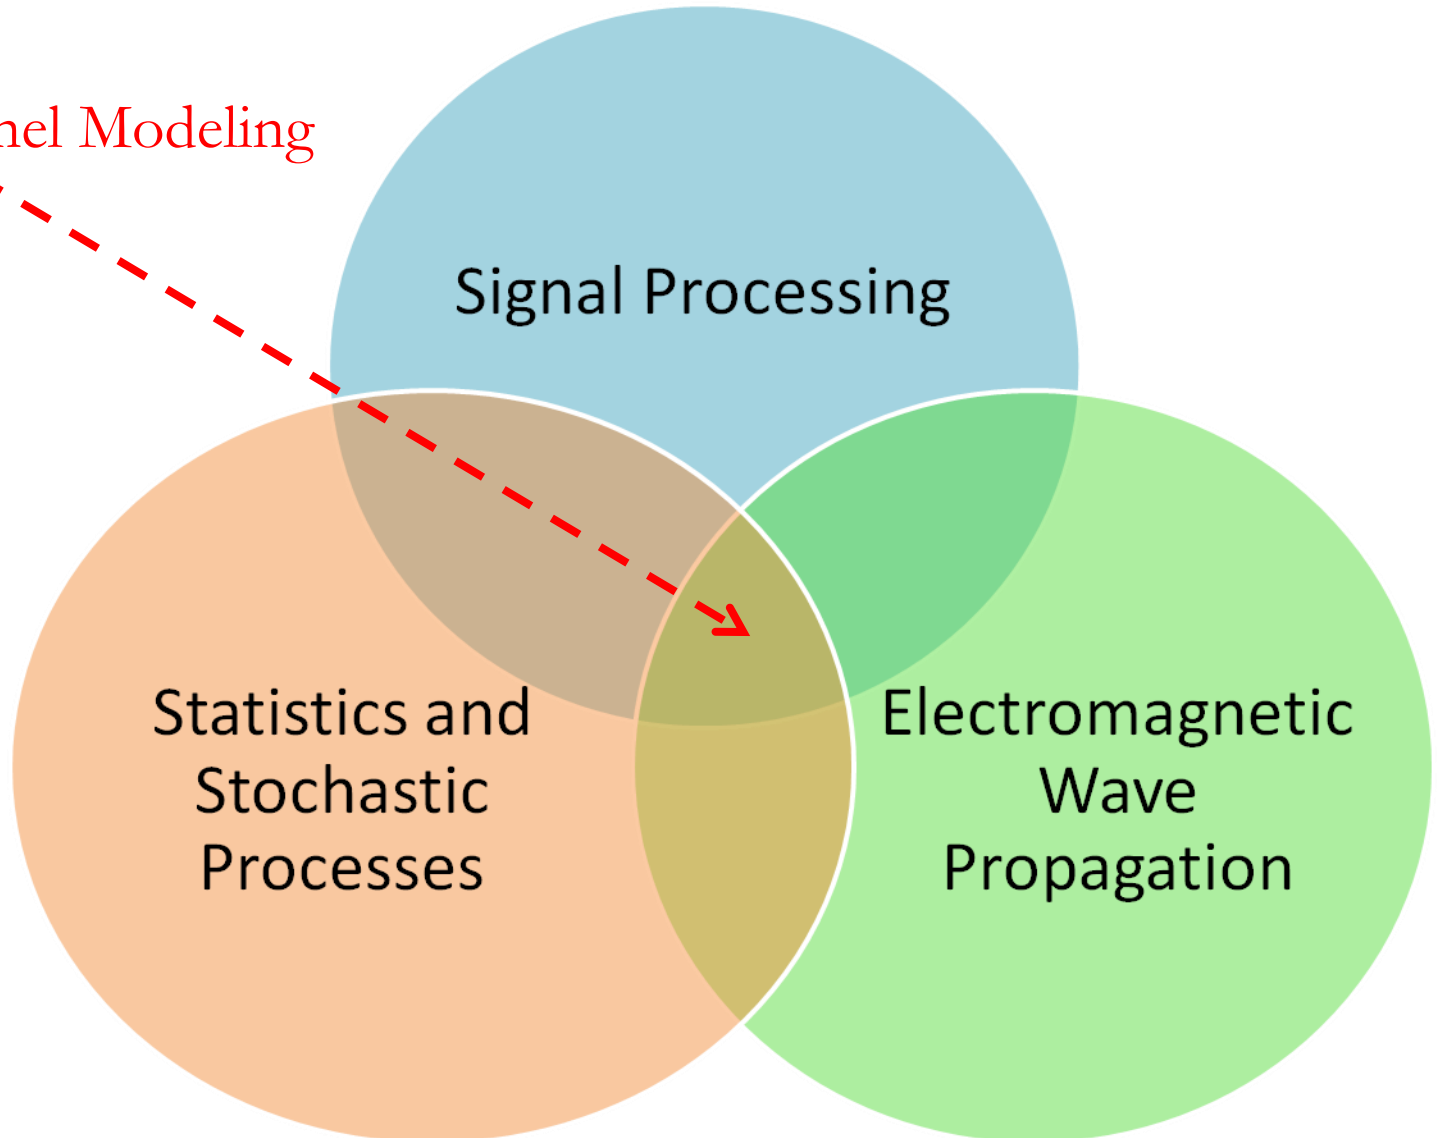 nel Modeling
Signal Processing
Statistics and
Stochastic
Processes
Electromagnetic
Wave
Propagation